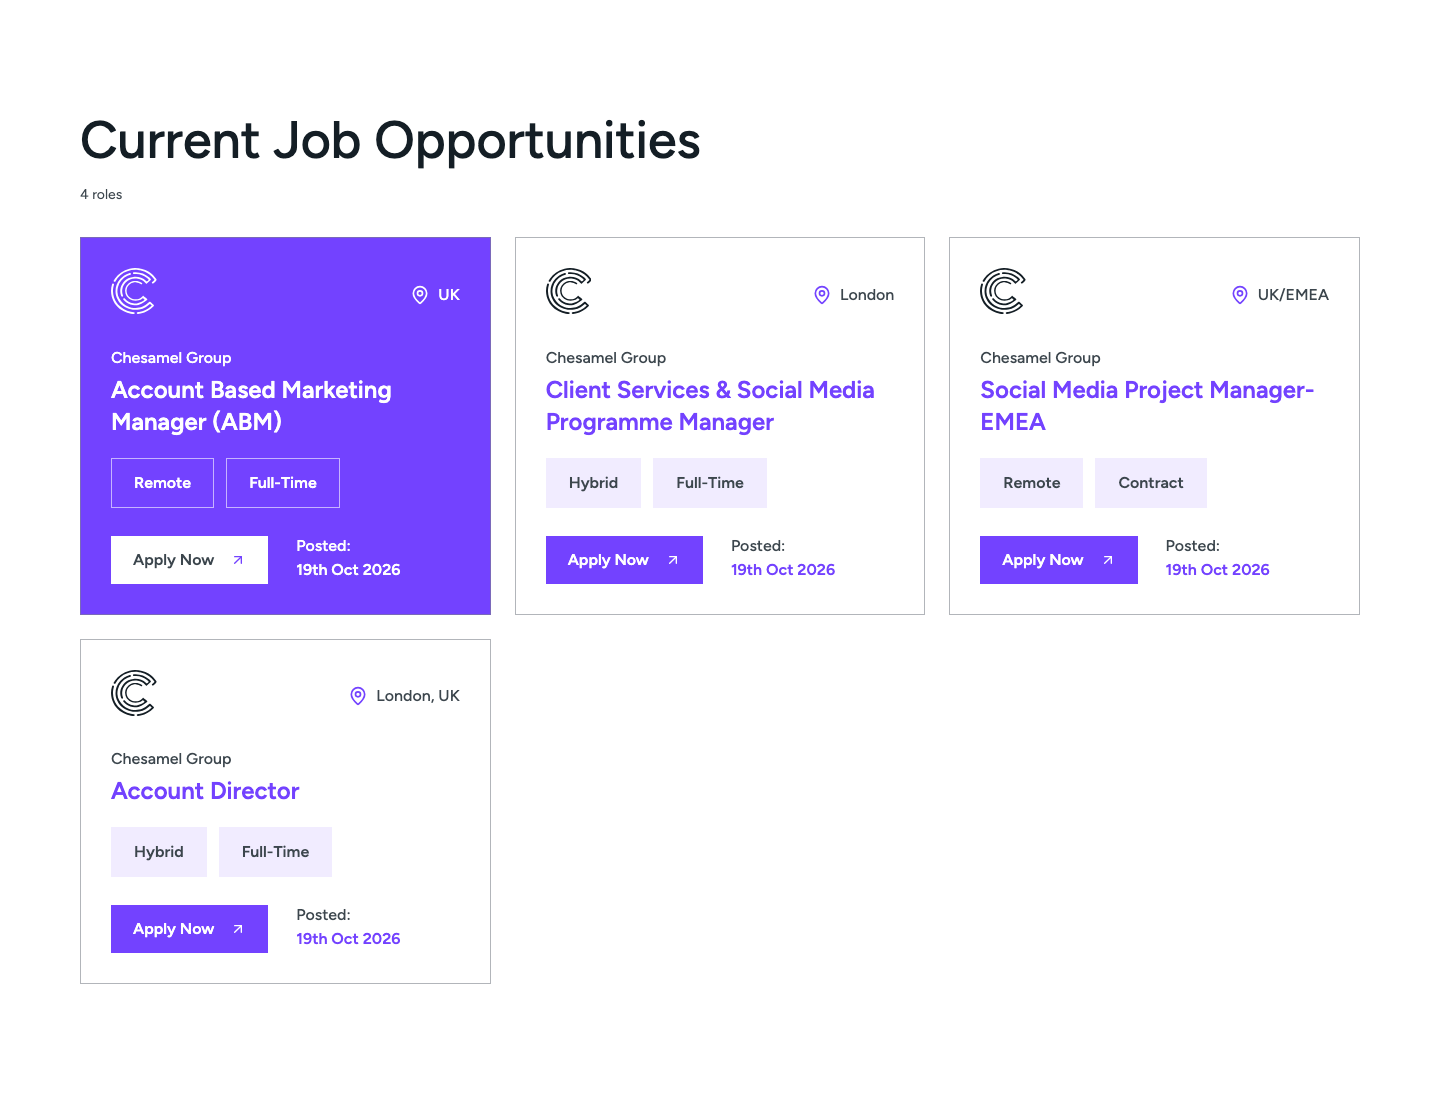 Current Job Opportunities
4 roles
UK
Chesamel Group
Account Based Marketing
Manager (ABM)
Remote
Full-Time
Apply Now
Posted:
19th Oct 2026
London
Chesamel Group
Client Services & Social Media
Programme Manager
Hybrid
Full-Time
Apply Now
Posted:
19th Oct 2026
UK/EMEA
Chesamel Group
Social Media Project Manager-
EMEA
Remote
Contract
Apply Now
Posted:
19th Oct 2026
London, UK
Chesamel Group
Account Director
Hybrid
Full-Time
Apply Now
Posted:
19th Oct 2026